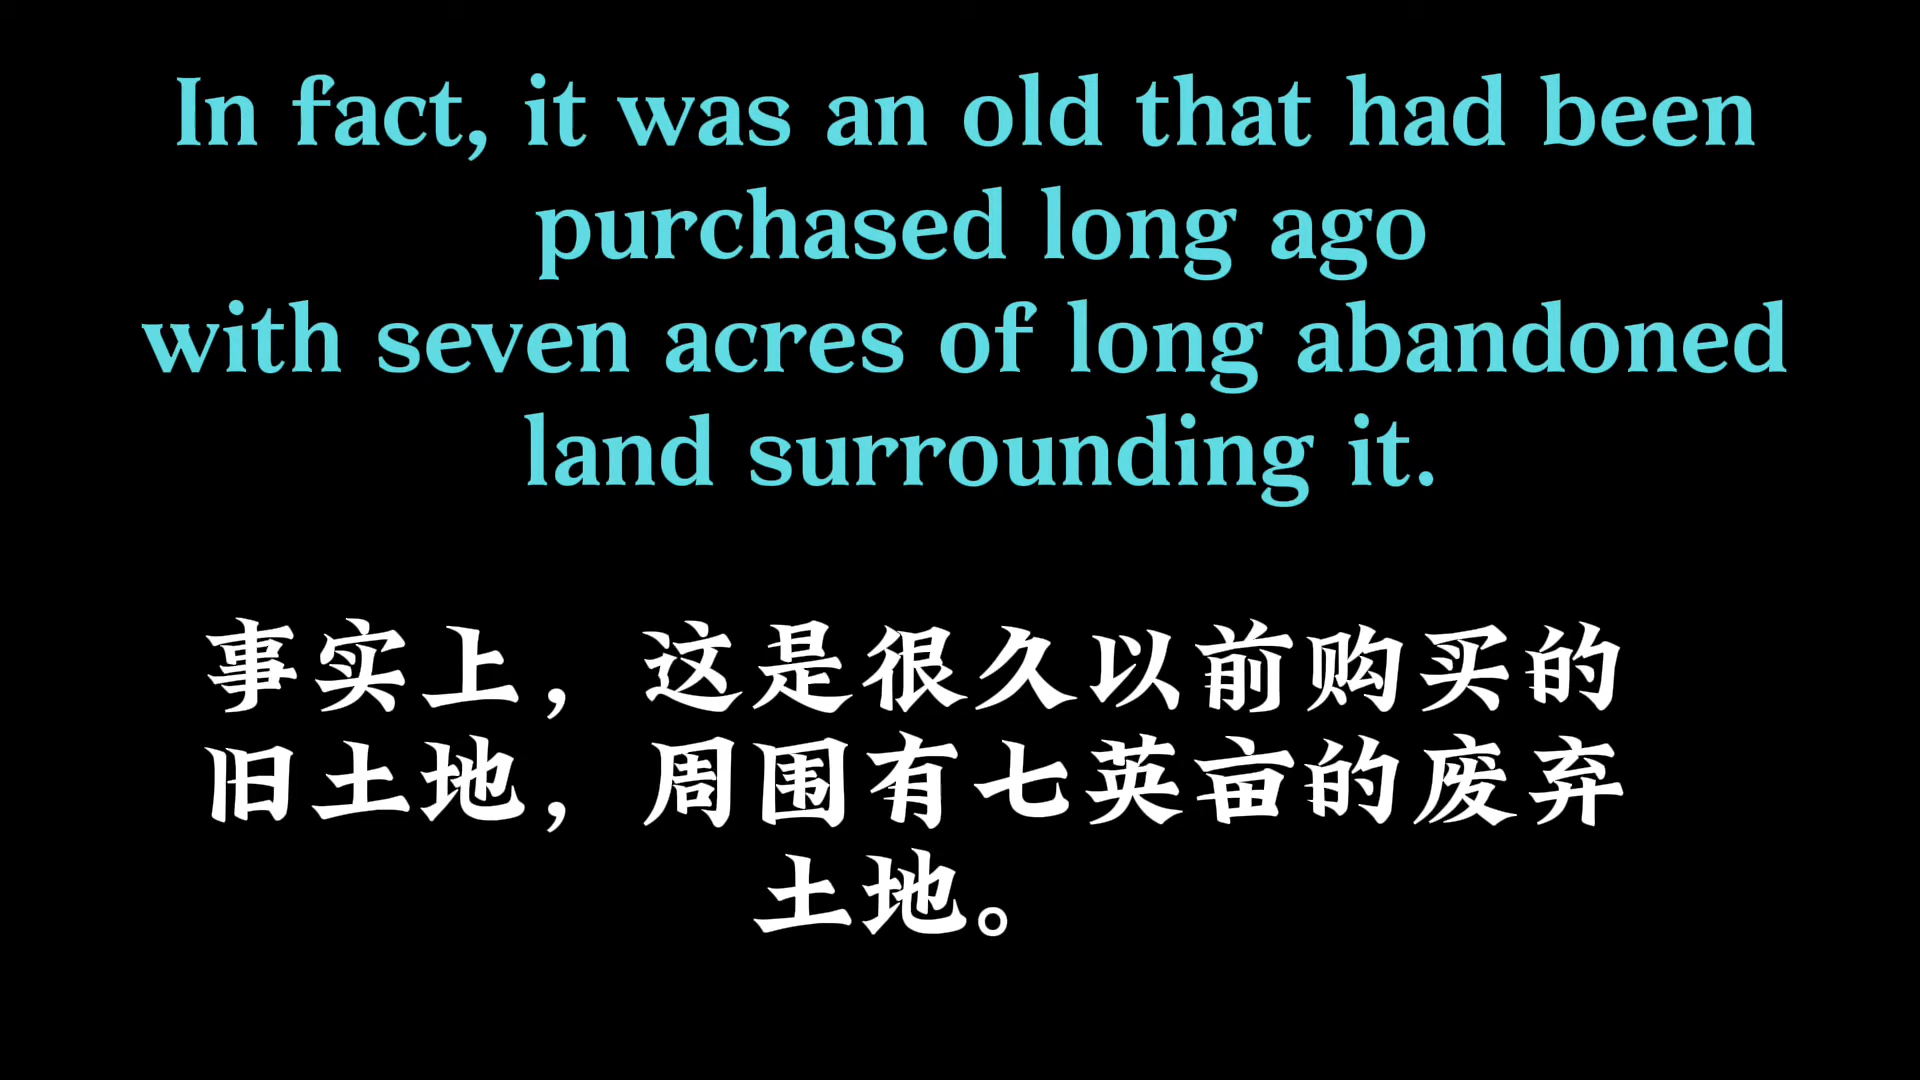 In fact, it was an old that had been
purchased long ago
with seven acres of long abandoned
land surrounding it.
事实上，这是很久以前购买的
旧土地，周围有七英亩的废弃
土地。